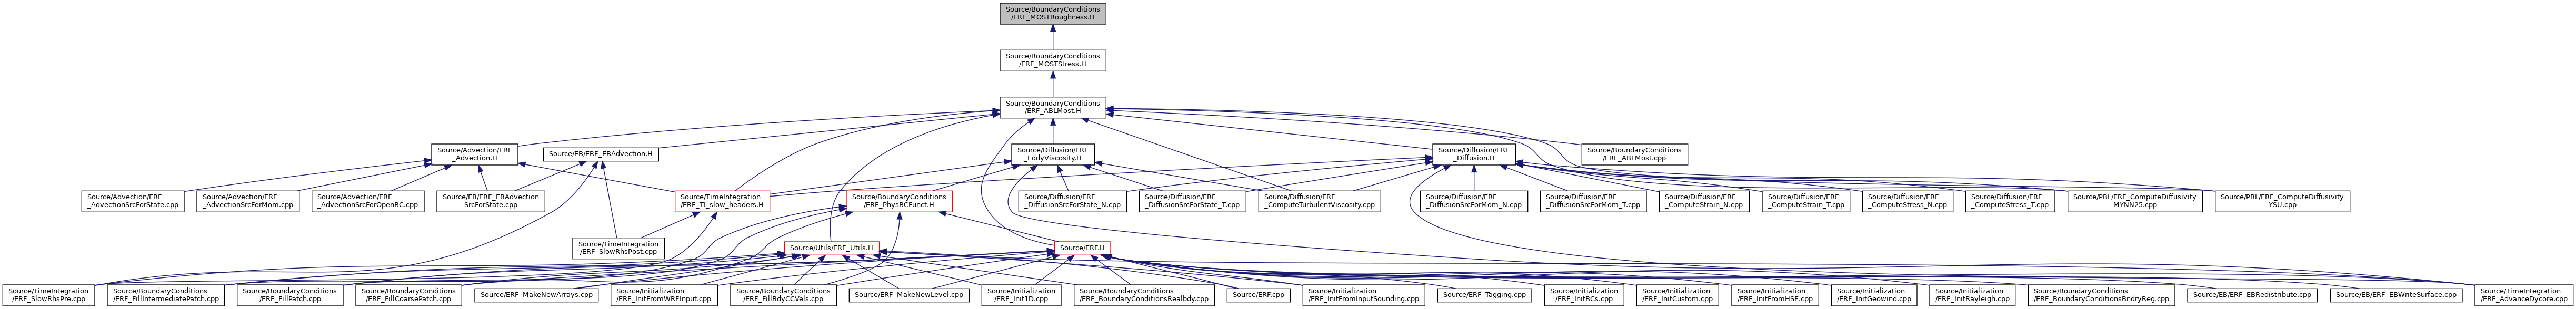 Source/BoundaryConditions
/ERF_MOSTRoughness.H
Source/BoundaryConditions
/ERF_MOSTStress.H
Source/BoundaryConditions
/ERF_ABLMost.H
Source/Advection/ERF
_Advection.H
Source/EB/ERF_EBAdvection.H
Source/Diffusion/ERF
_EddyViscosity.H
Source/Diffusion/ERF
_Diffusion.H
Source/BoundaryConditions
/ERF_ABLMost.cpp
Source/Advection/ERF
_AdvectionSrcForState.cpp
Source/Advection/ERF
_AdvectionSrcForMom.cpp
Source/Advection/ERF
_AdvectionSrcForOpenBC.cpp
Source/EB/ERF_EBAdvection
SrcForState.cpp
Source/TimeIntegration
/ERF_TI_slow_headers.H
Source/BoundaryConditions
/ERF_PhysBCFunct.H
Source/Diffusion/ERF
_DiffusionSrcForState_N.cpp
Source/Diffusion/ERF
_DiffusionSrcForState_T.cpp
Source/Diffusion/ERF
_ComputeTurbulentViscosity.cpp
Source/Diffusion/ERF
_DiffusionSrcForMom_N.cpp
Source/Diffusion/ERF
_DiffusionSrcForMom_T.cpp
Source/Diffusion/ERF
_ComputeStrain_N.cpp
Source/Diffusion/ERF
_ComputeStrain_T.cpp
Source/Diffusion/ERF
_ComputeStress_N.cpp
Source/Diffusion/ERF
_ComputeStress_T.cpp
Source/PBL/ERF_ComputeDiffusivity
MYNN25.cpp
Source/PBL/ERF_ComputeDiffusivity
YSU.cpp
Source/TimeIntegration
/ERF_SlowRhsPost.cpp
Source/Utils/ERF_Utils.H
Source/ERF.H
Source/TimeIntegration
/ERF_SlowRhsPre.cpp
Source/BoundaryConditions
/ERF_FillIntermediatePatch.cpp
Source/BoundaryConditions
/ERF_FillPatch.cpp
Source/BoundaryConditions
/ERF_FillCoarsePatch.cpp
Source/ERF_MakeNewArrays.cpp
Source/Initialization
/ERF_InitFromWRFInput.cpp
Source/BoundaryConditions
/ERF_FillBdyCCVels.cpp
Source/ERF_MakeNewLevel.cpp
Source/Initialization
/ERF_Init1D.cpp
Source/BoundaryConditions
/ERF_BoundaryConditionsRealbdy.cpp
Source/ERF.cpp
Source/Initialization
/ERF_InitFromInputSounding.cpp
Source/ERF_Tagging.cpp
Source/Initialization
/ERF_InitBCs.cpp
Source/Initialization
/ERF_InitCustom.cpp
Source/Initialization
/ERF_InitFromHSE.cpp
Source/Initialization
/ERF_InitGeowind.cpp
Source/Initialization
/ERF_InitRayleigh.cpp
Source/BoundaryConditions
/ERF_BoundaryConditionsBndryReg.cpp
Source/EB/ERF_EBRedistribute.cpp
Source/EB/ERF_EBWriteSurface.cpp
Source/TimeIntegration
/ERF_AdvanceDycore.cpp